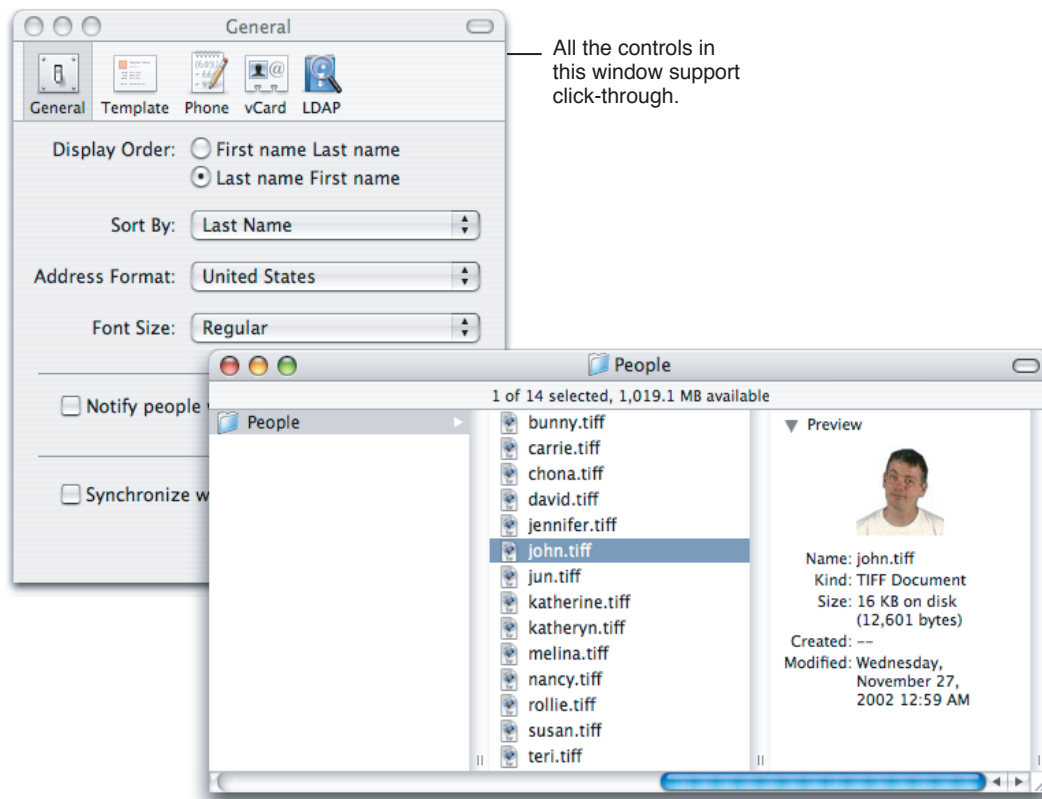 General
All the controls in
this window support
click-through.
General Template Phone vCard LDAP
Display Order: First name Last name
Last name First name
Sort By: Last Name
Address Format: United States
Font Size: Regular
Notify people
Synchronize w
People
1 of 14 selected, 1,019.1 MB available
People
bunny.tiff
carrie.tiff
chona.tiff
david.tiff
jennifer.tiff
john.tiff
jun.tiff
katherine.tiff
katheryn.tiff
melina.tiff
nancy.tiff
rollie.tiff
susan.tiff
teri.tiff
Preview
Name: john.tiff
Kind: TIFF Document
Size: 16 KB on disk
(12,601 bytes)
Created: --
Modified: Wednesday,
November 27,
2002 12:59 AM